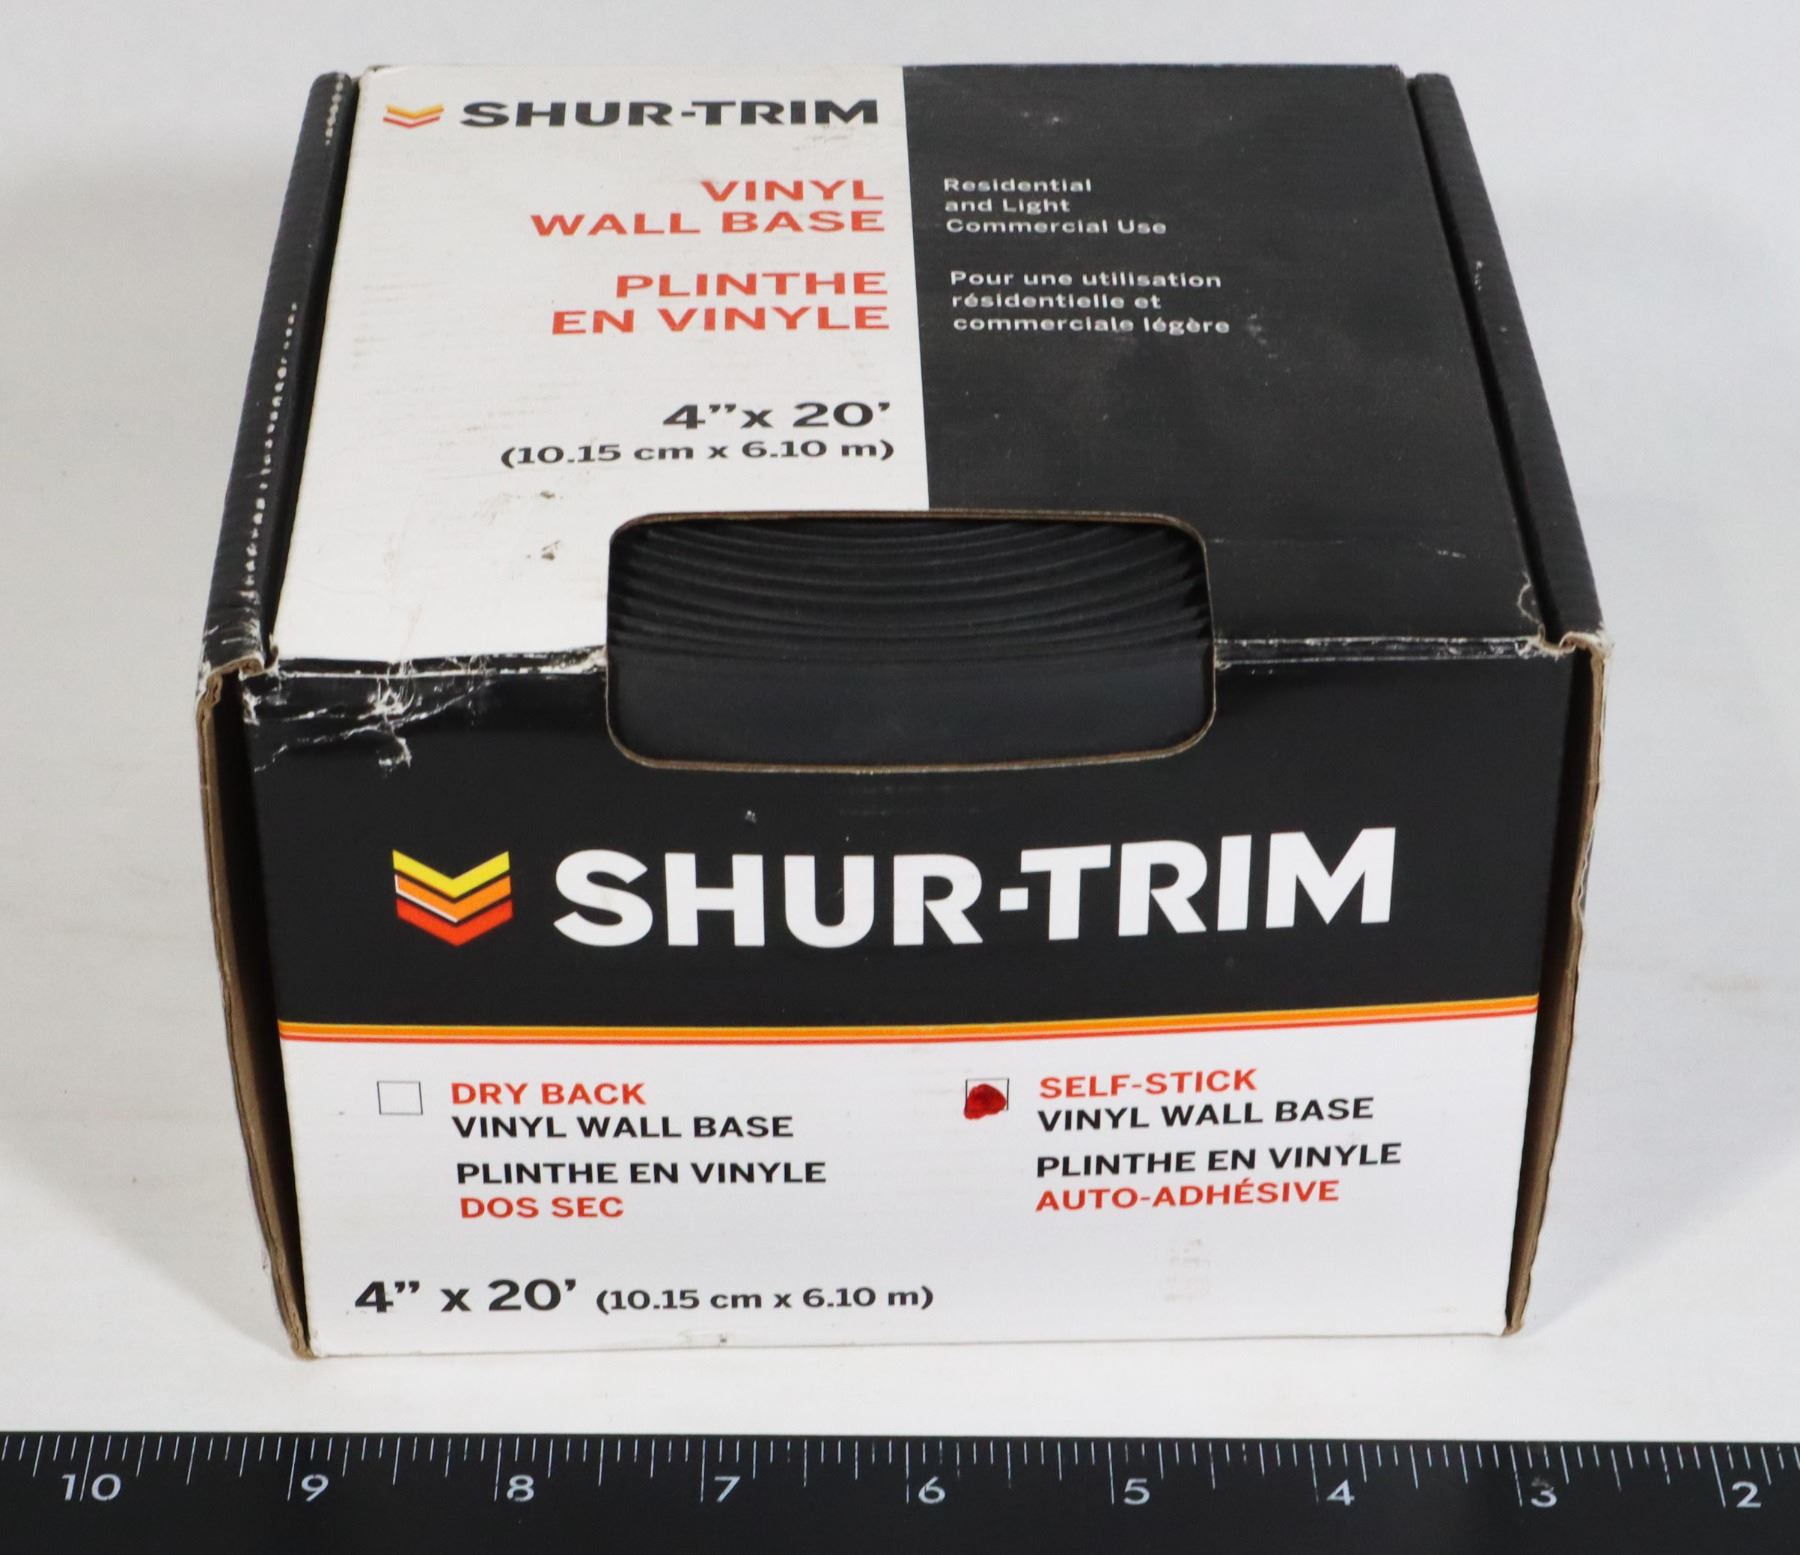 SHUR-TRIM
VINYL
WALL BASE
PLINTHE
EN VINYLE
4”x 20’
(10.15 cm x 6.10 m)
Residential
and Light
Commercial Use
Pour une utilisation
résidentielle et
commerciale légère
SHUR-TRIM
DRY BACK
VINYL WALL BASE
PLINTHE EN VINYLE
DOS SEC
SELF-STICK
VINYL WALL BASE
PLINTHE EN VINYLE
AUTO-ADHÉSIVE
4” x 20’ (10.15 cm x 6.10 m)
10 9 8 7 6 5 4 3 2